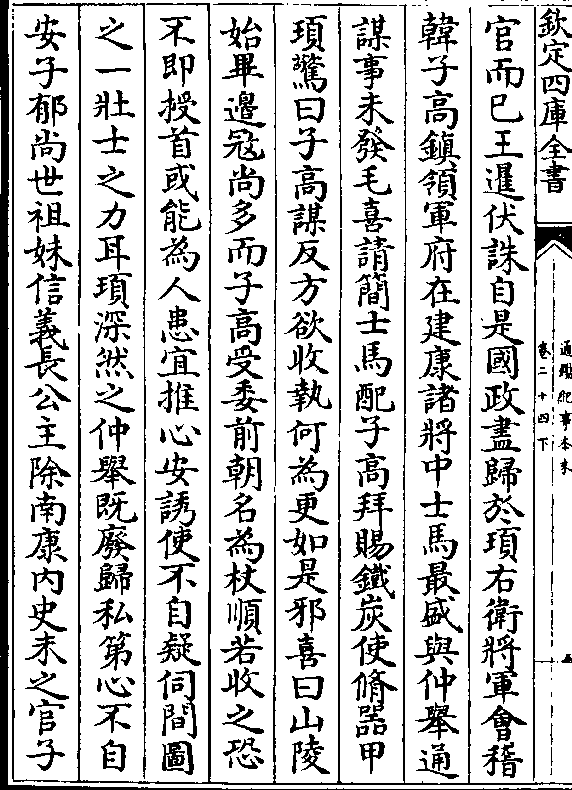 欽定四庫全書
通鑑紀事本末
卷二十四下
官而已王暹伏誅自是國政盡歸於頊右衛將軍會稽
韓子高鎮領軍府在建康諸將中士馬最盛與仲舉通
謀事未發毛喜請簡士馬配子高拜賜鐵炭使脩器甲
頊驚曰子高謀反方欲收執何為更如是邪喜曰山陵
始畢邊冦尚多而子高受委前朝名為杖順若收之恐
不即授首或能為人患宜推心安誘使不自疑伺間圖
之一壯士之力耳頊深然之仲舉既廢歸私第心不自
安子郁尚世祖妹信義長公主除南康内史未之官子